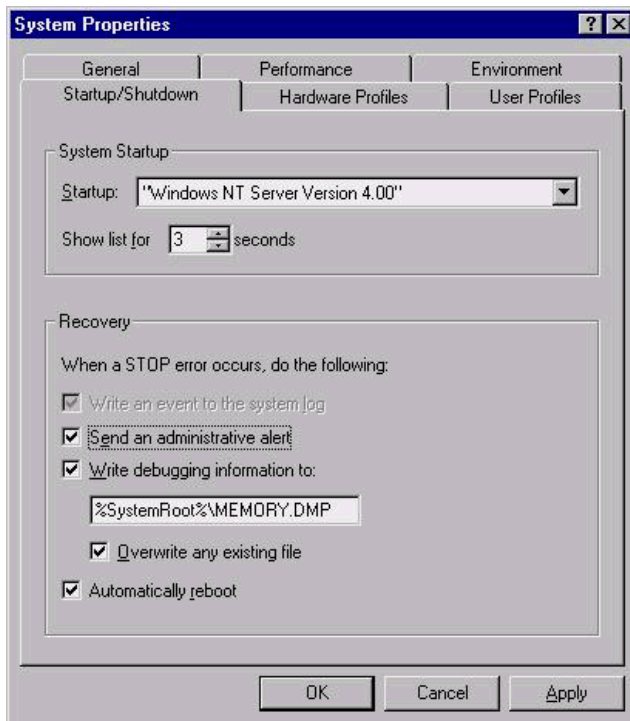 System Properties
General Performance Environment
Startup/Shutdown Hardware Profiles User Profiles
System Startup
Startup: "Windows NT Server Version 4.00"
Show list for 3 seconds
Recovery
When a STOP error occurs, do the following:
Write an event to the system log
Send an administrative alert
Write debugging information to:
%SystemRoot%\MEMORY.DMP
Overwrite any existing file
Automatically reboot
OK Cancel Apply